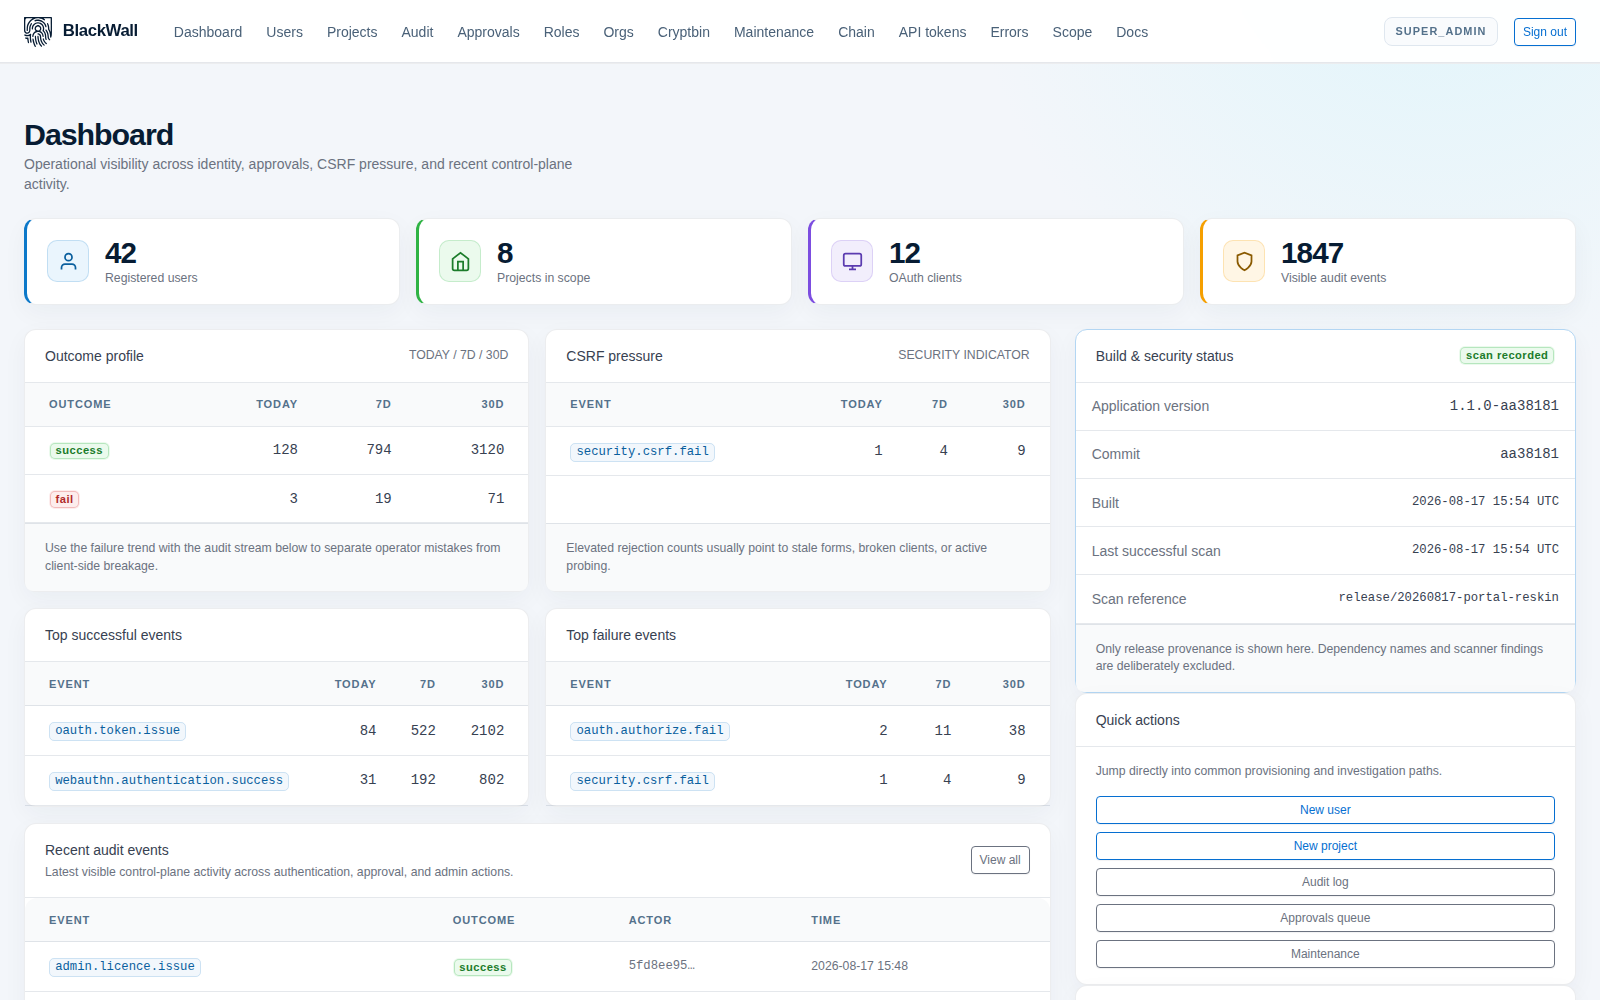 BlackWall
Dashboard Users Projects Audit Approvals Roles Orgs Cryptbin Maintenance Chain API tokens Errors Scope Docs
SUPER_ADMIN
Sign out
Dashboard
Operational visibility across identity, approvals, CSRF pressure, and recent control-plane
activity.
42
Registered users
8
Projects in scope
12
OAuth clients
1847
Visible audit events
Outcome profile TODAY / 7D / 30D
OUTCOME TODAY 7D 30D
success 128 794 3120
fail 3 19 71
Use the failure trend with the audit stream below to separate operator mistakes from
client-side breakage.
CSRF pressure SECURITY INDICATOR
EVENT TODAY 7D 30D
security.csrf.fail 1 4 9
Elevated rejection counts usually point to stale forms, broken clients, or active
probing.
Build & security status scan recorded
Application version 1.1.0-aa38181
Commit aa38181
Built 2026-08-17 15:54 UTC
Last successful scan 2026-08-17 15:54 UTC
Scan reference release/20260817-portal-reskin
Only release provenance is shown here. Dependency names and scanner findings
are deliberately excluded.
Top successful events
EVENT TODAY 7D 30D
oauth.token.issue 84 522 2102
webauthn.authentication.success 31 192 802
Top failure events
EVENT TODAY 7D 30D
oauth.authorize.fail 2 11 38
security.csrf.fail 1 4 9
Quick actions
Jump directly into common provisioning and investigation paths.
New user
New project
Audit log
Approvals queue
Maintenance
Recent audit events
Latest visible control-plane activity across authentication, approval, and admin actions.
View all
EVENT OUTCOME ACTOR TIME
admin.licence.issue success 5fd8ee95… 2026-08-17 15:48